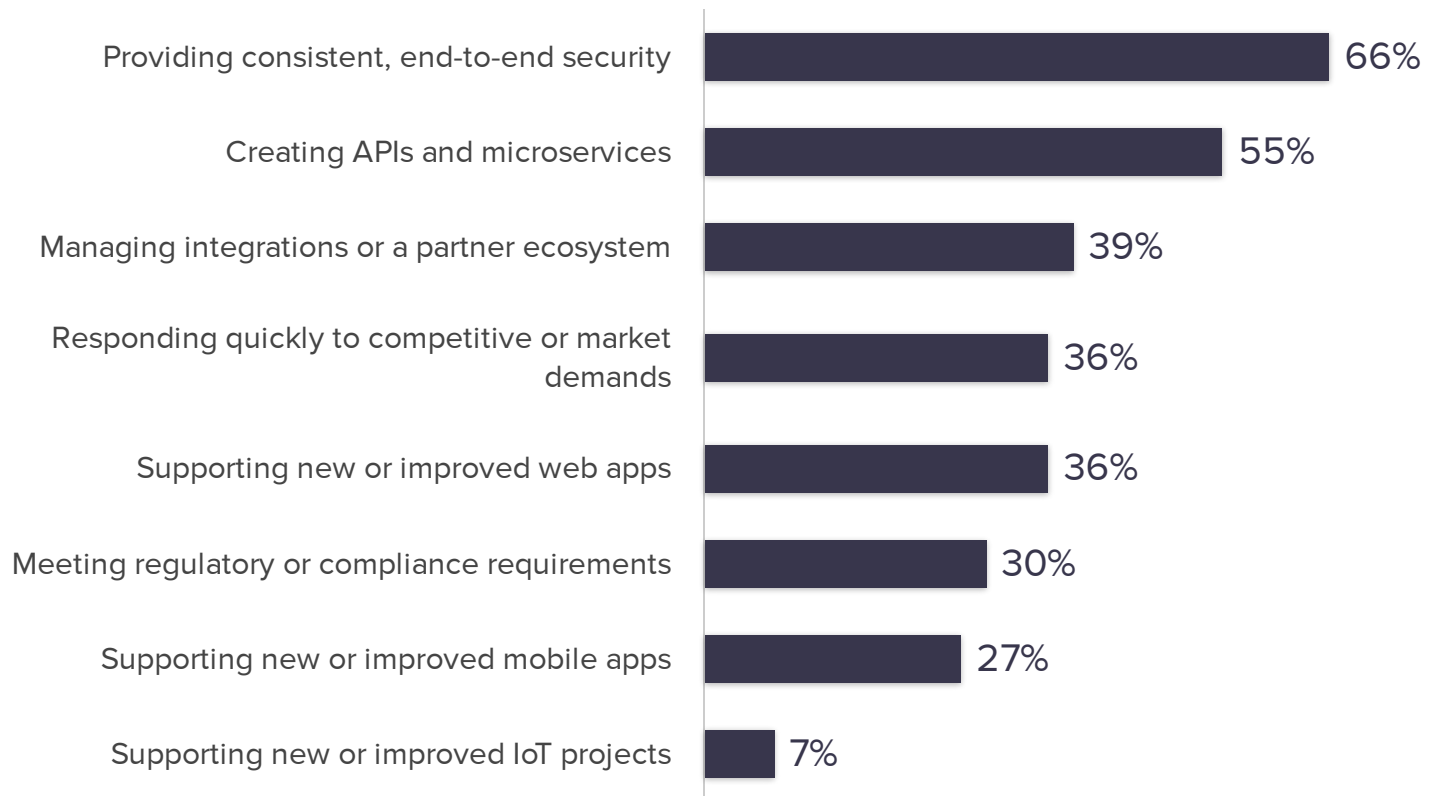 Providing consistent, end-to-end security 66%
Creating APIs and microservices 55%
Managing integrations or a partner ecosystem 39%
Responding quickly to competitive or market
demands 36%
Supporting new or improved web apps 36%
Meeting regulatory or compliance requirements 30%
Supporting new or improved mobile apps 27%
Supporting new or improved IoT projects 7%